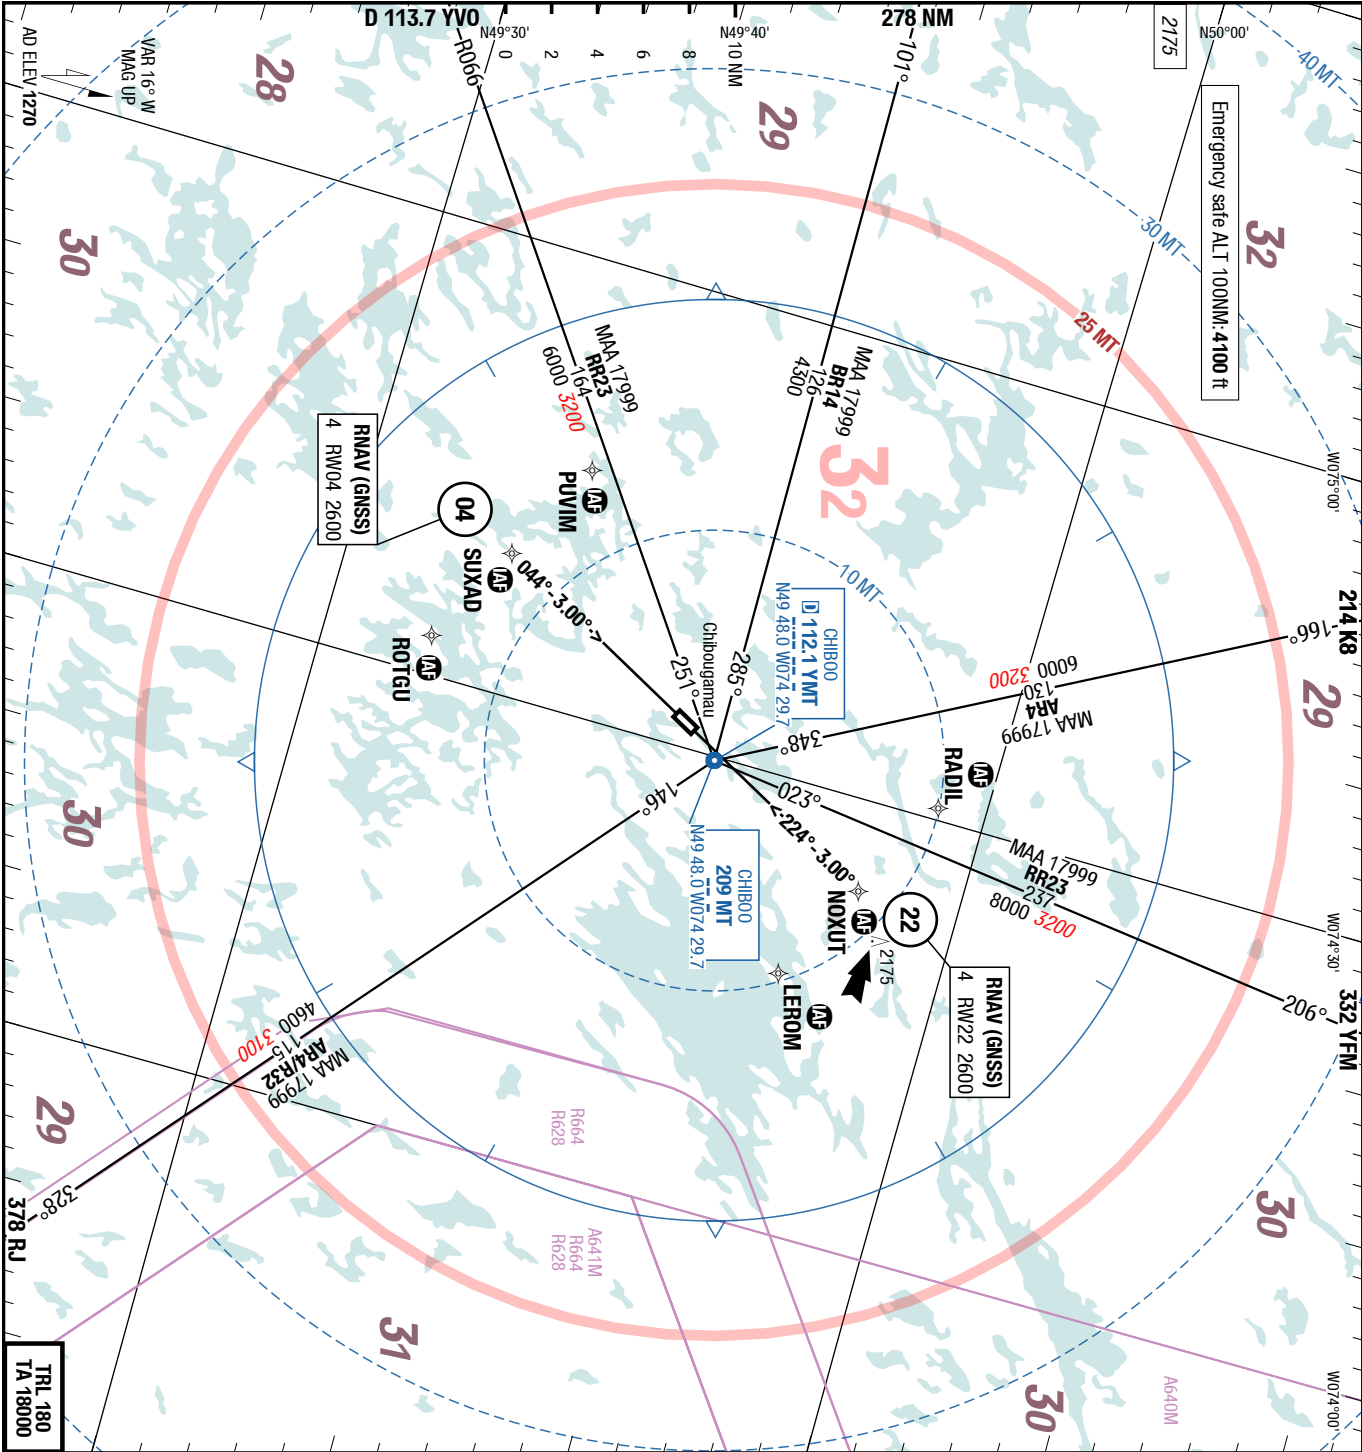 D 113.7 YVO
278 NM
2175
N50°00'
N49°40'
N49°30'
40 MT
AD ELEV 1270
VAR 16° W
MAG UP
0
2
4
6
8
10 NM
R066
101°
28
29
30
32
Emergency safe ALT 100NM: 4100 ft
30 MT
25 MT
MAA 17999
RR23
164
6000 3200
MAA 17999
BR14
126
4300
32
W075°00'
RNAV (GNSS)
4 RW04 2600
04
IAF
PUVIM
IAF
SUXAD
044°-3.00°->
IAF
ROTGU
10 MT
CHIBOO
D 112.1 YMT
N49 48.0 W074 29.7
Chibougamau
251°
285°
348°
023°
146°
214 K8
166°
6000 3200
130
AR4
MAA 17999
29
IAF
RADIL
<-224°-3.00°
CHIBOO
209 MT
N49 48.0 W074 29.7
MAA 17999
RR23
237
8000 3200
IAF
NOXUT
22
2175
RNAV (GNSS)
4 RW22 2600
IAF
LEROM
W074°30'
206°
332 YFM
30
4600 3100
115
AR4/R32
MAA 17999
29
328°
378 RJ
R664
R628
A641M
R664
R628
30
31
30
A640M
W074°00'
TRL 180
TA 18000